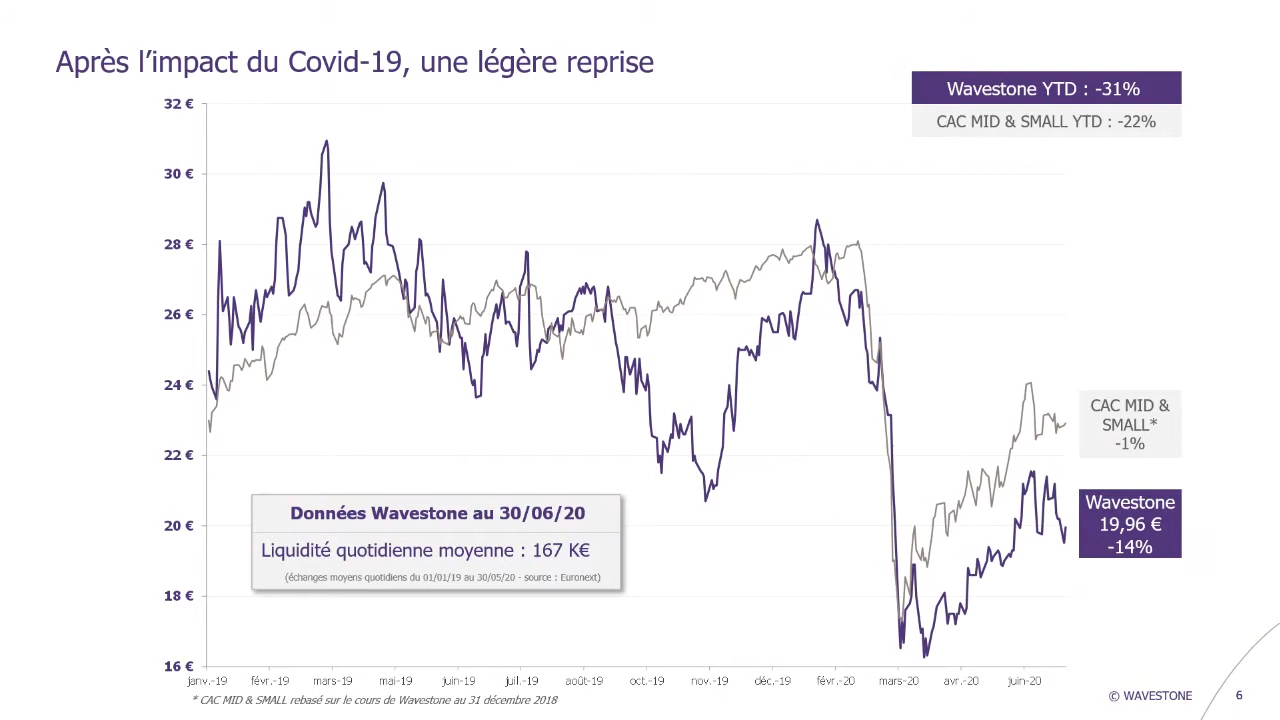 Après l’impact du Covid-19, une légère reprise
Wavestone YTD : -31%
CAC MID & SMALL YTD : -22%
32 €
30 €
28 €
26 €
24 €
22 €
20 €
18 €
16 €
CAC MID &
SMALL*
-1%
Wavestone
19,96 €
-14%
Données Wavestone au 30/06/20
Liquidité quotidienne moyenne : 167 K€
(échanges moyens quotidiens du 01/01/19 au 30/05/20 - source : Euronext)
janv.-19 févr.-19 mars-19 mai-19 juin-19 juil.-19 août-19 oct.-19 nov.-19 déc.-19 févr.-20 mars-20 avr.-20 juin-20
* CAC MID & SMALL rebasé sur le cours de Wavestone au 31 décembre 2018
© WAVESTONE 6